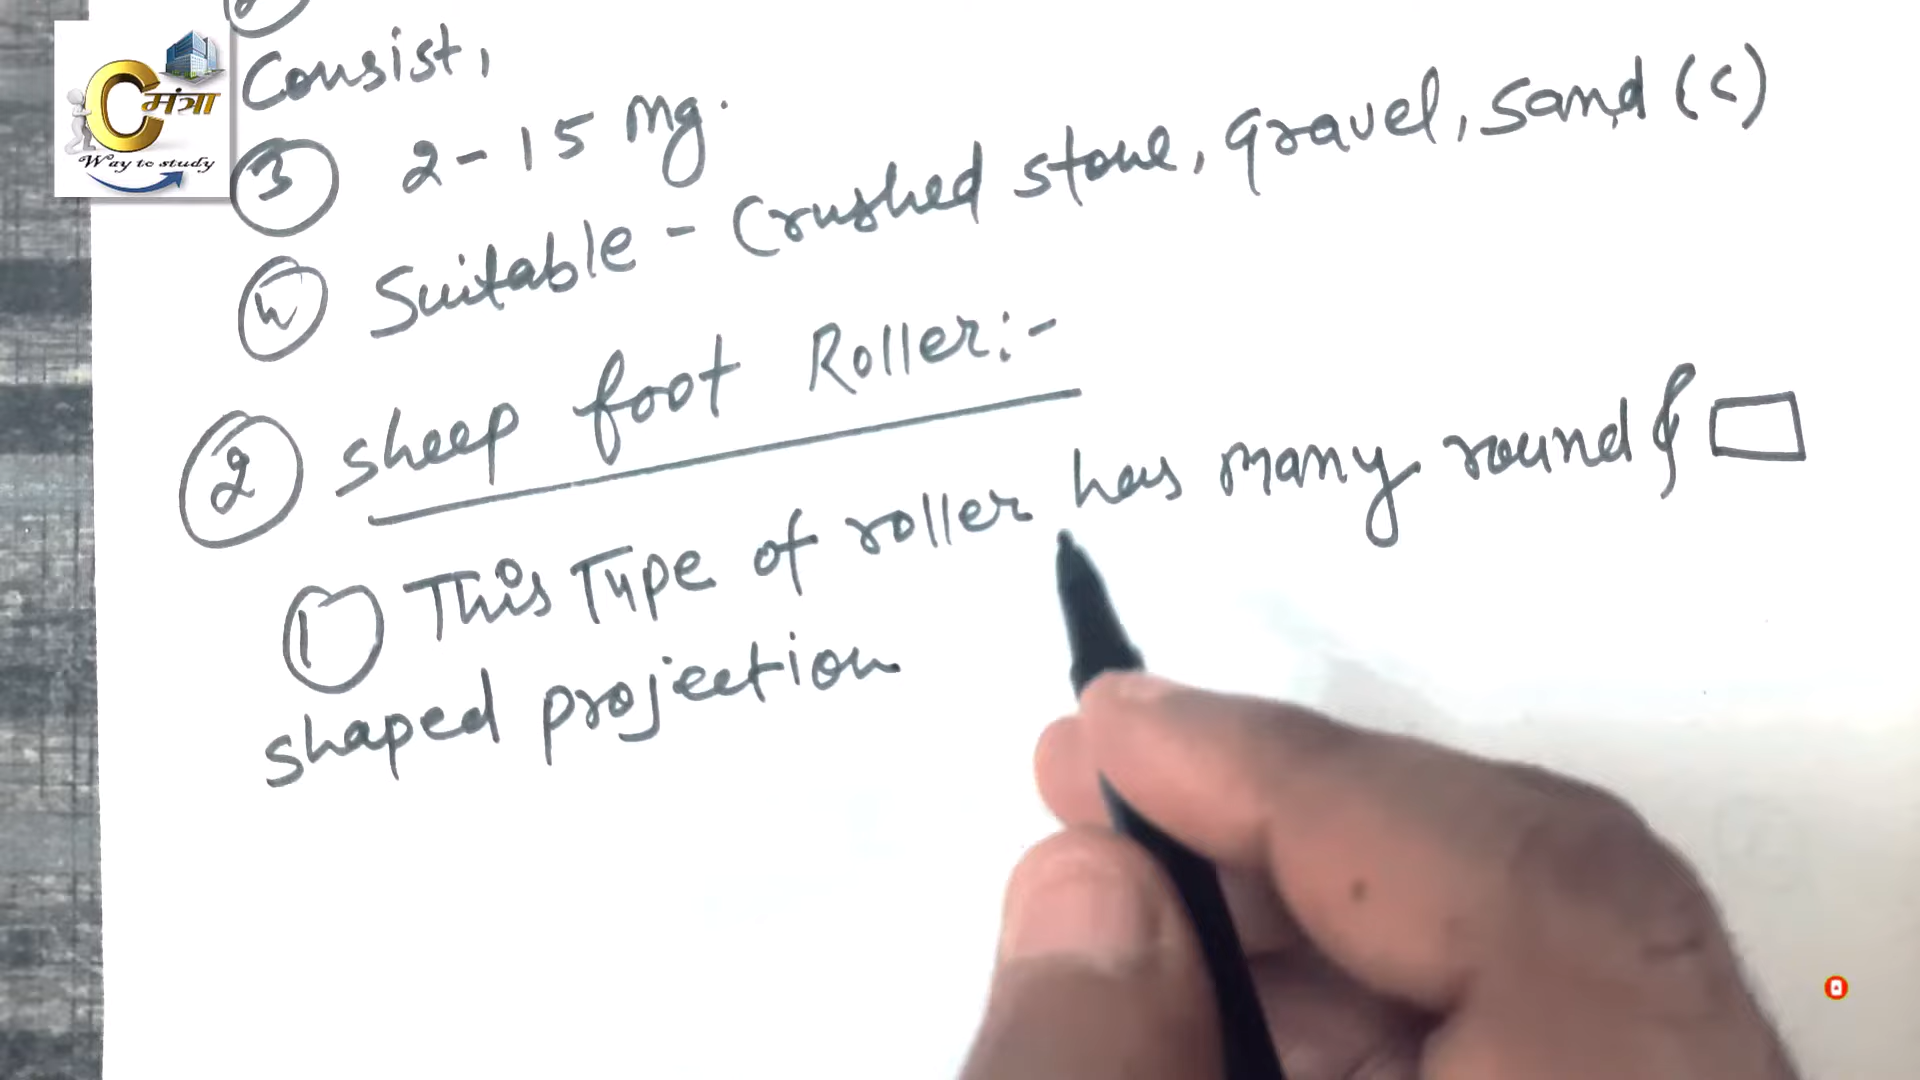 Consist,
③ 2-15 mg.
④ Suitable - Crushed stone, gravel, sand (c)
② sheep foot Roller:-
① This Type of roller has many round & ▭
shaped projection
C मंत्रा
Way to study